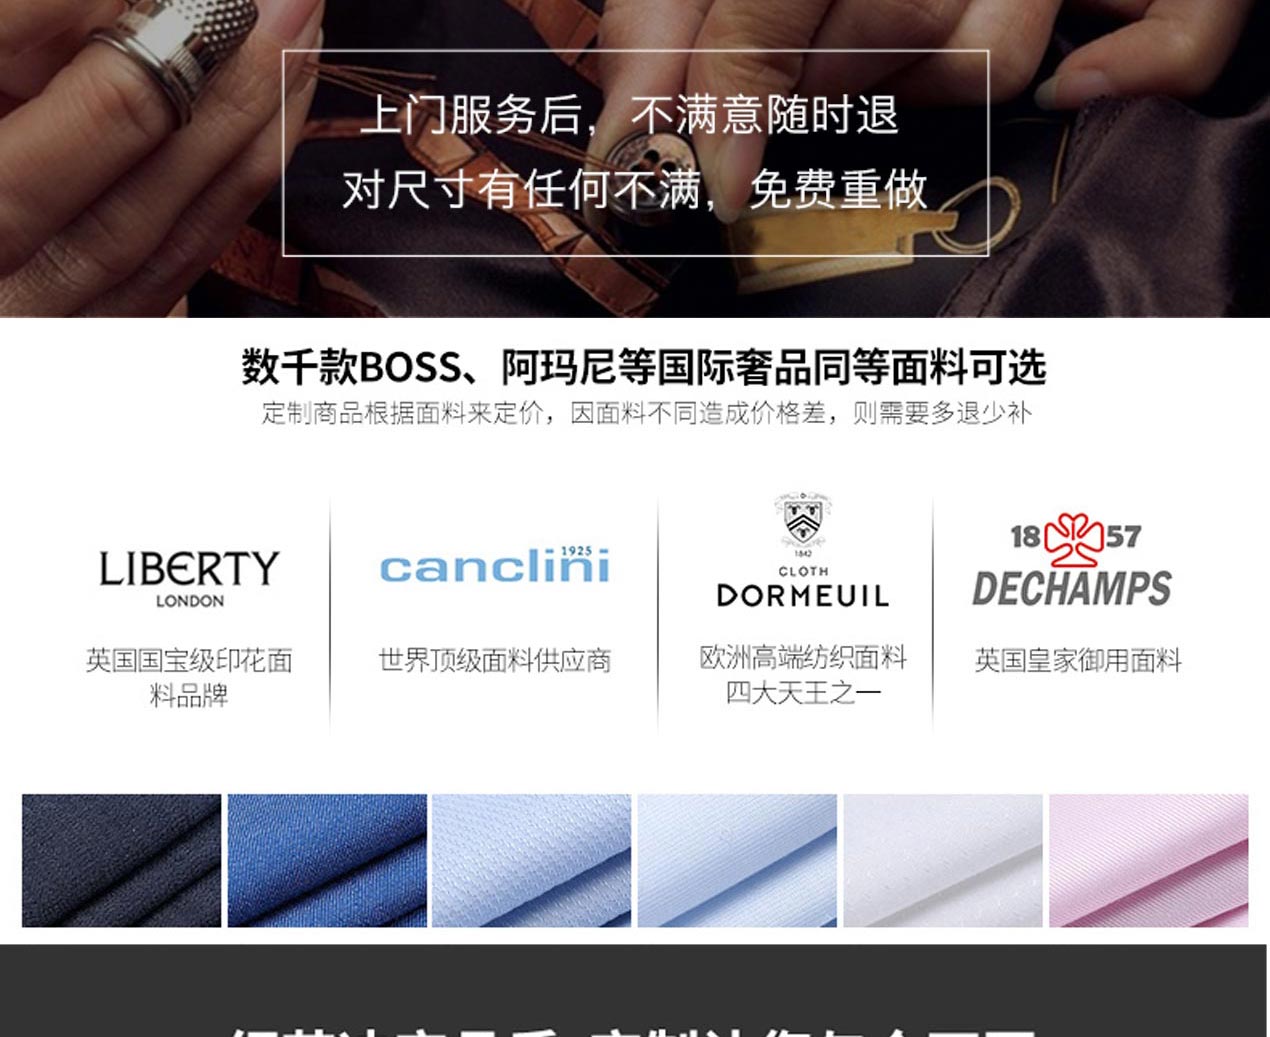 上门服务后，不满意随时退
对尺寸有任何不满，免费重做
数千款BOSS、阿玛尼等国际奢品同等面料可选
定制商品根据面料来定价，因面料不同造成价格差，则需要多退少补
LIBERTY
LONDON
英国国宝级印花面
料品牌
1925
canclini
世界顶级面料供应商
1842
CLOTH
DORMEUIL
欧洲高端纺织面料
四大天王之一
18 57
DECHAMPS
英国皇家御用面料